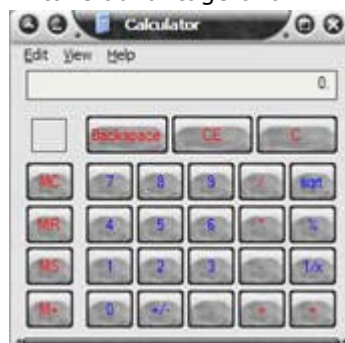 Calculator
Edit View Help
0.
Backspace CE C
MC 7 8 9 / sqrt
MR 4 5 6 * %
MS 1 2 3 1/x
M+ 0 +/-